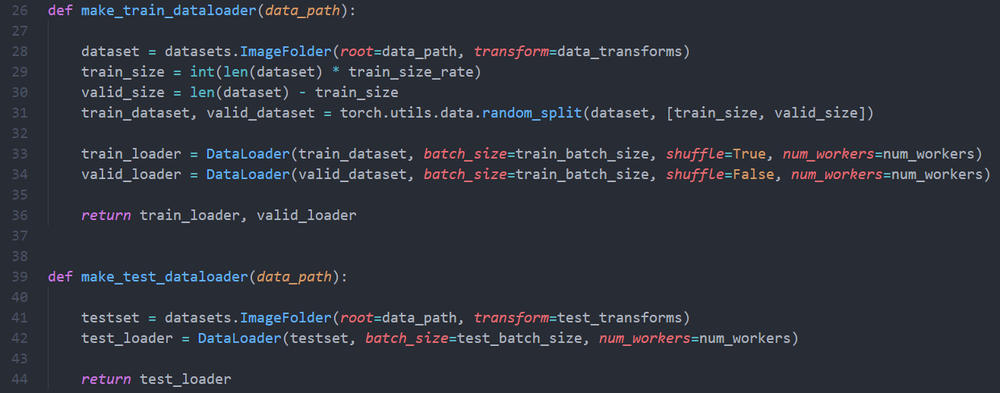 26 def make_train_dataloader(data_path):
27
28     dataset = datasets.ImageFolder(root=data_path, transform=data_transforms)
29     train_size = int(len(dataset) * train_size_rate)
30     valid_size = len(dataset) - train_size
31     train_dataset, valid_dataset = torch.utils.data.random_split(dataset, [train_size, valid_size])
32
33     train_loader = DataLoader(train_dataset, batch_size=train_batch_size, shuffle=True, num_workers=num_workers)
34     valid_loader = DataLoader(valid_dataset, batch_size=train_batch_size, shuffle=False, num_workers=num_workers)
35
36     return train_loader, valid_loader
37
38
39 def make_test_dataloader(data_path):
40
41     testset = datasets.ImageFolder(root=data_path, transform=test_transforms)
42     test_loader = DataLoader(testset, batch_size=test_batch_size, num_workers=num_workers)
43
44     return test_loader